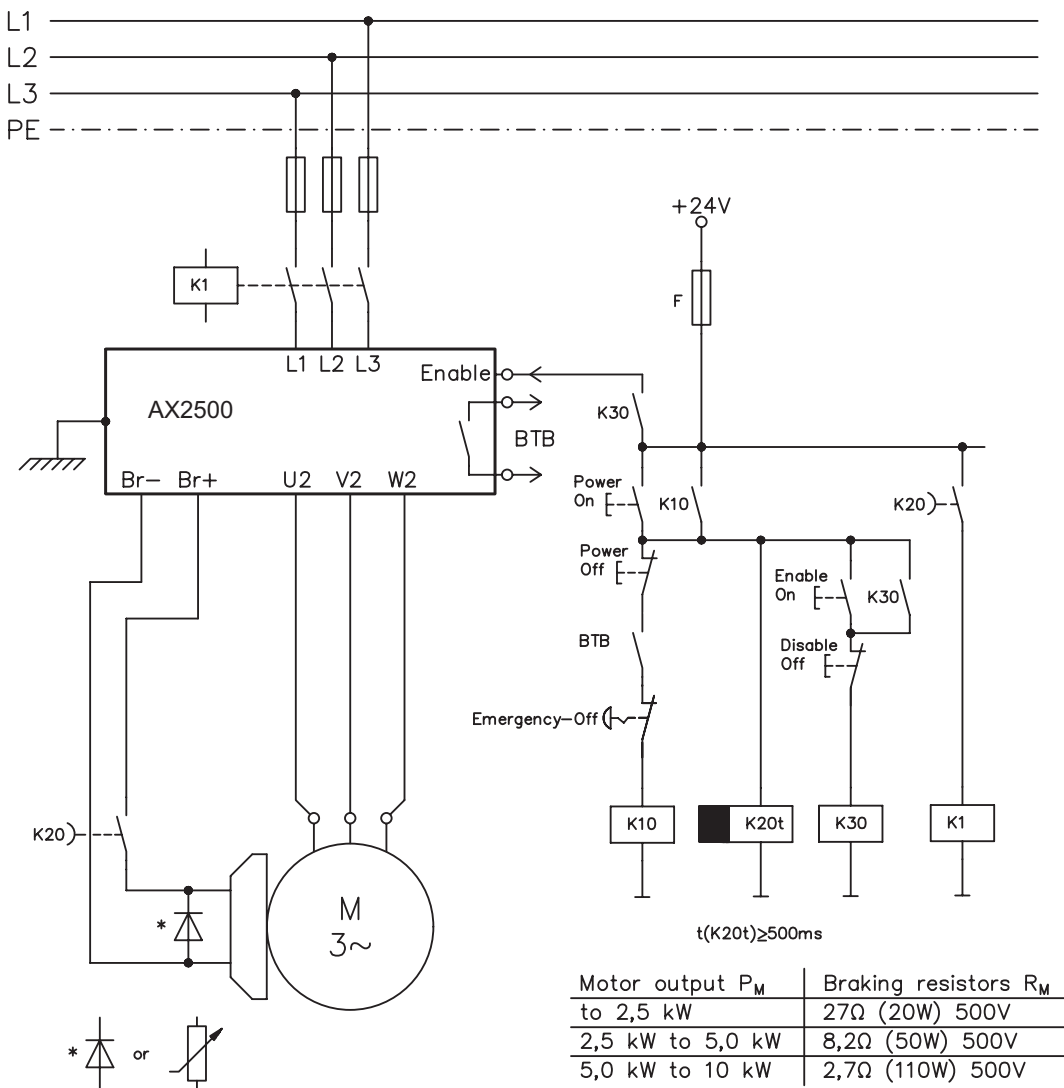 L1
L2
L3
PE
+24V
F
K1
L1 L2 L3
Enable
AX2500
BTB
Br- Br+ U2 V2 W2
K30
Power
On
K10
K20
Power
Off
Enable
On
K30
BTB
Disable
Off
Emergency-Off
K10
K20t
K30
K1
K20
M
3~
*
t(K20t)≥500ms
Motor output PM Braking resistors RM
to 2,5 kW 27Ω (20W) 500V
2,5 kW to 5,0 kW 8,2Ω (50W) 500V
5,0 kW to 10 kW 2,7Ω (110W) 500V
* or